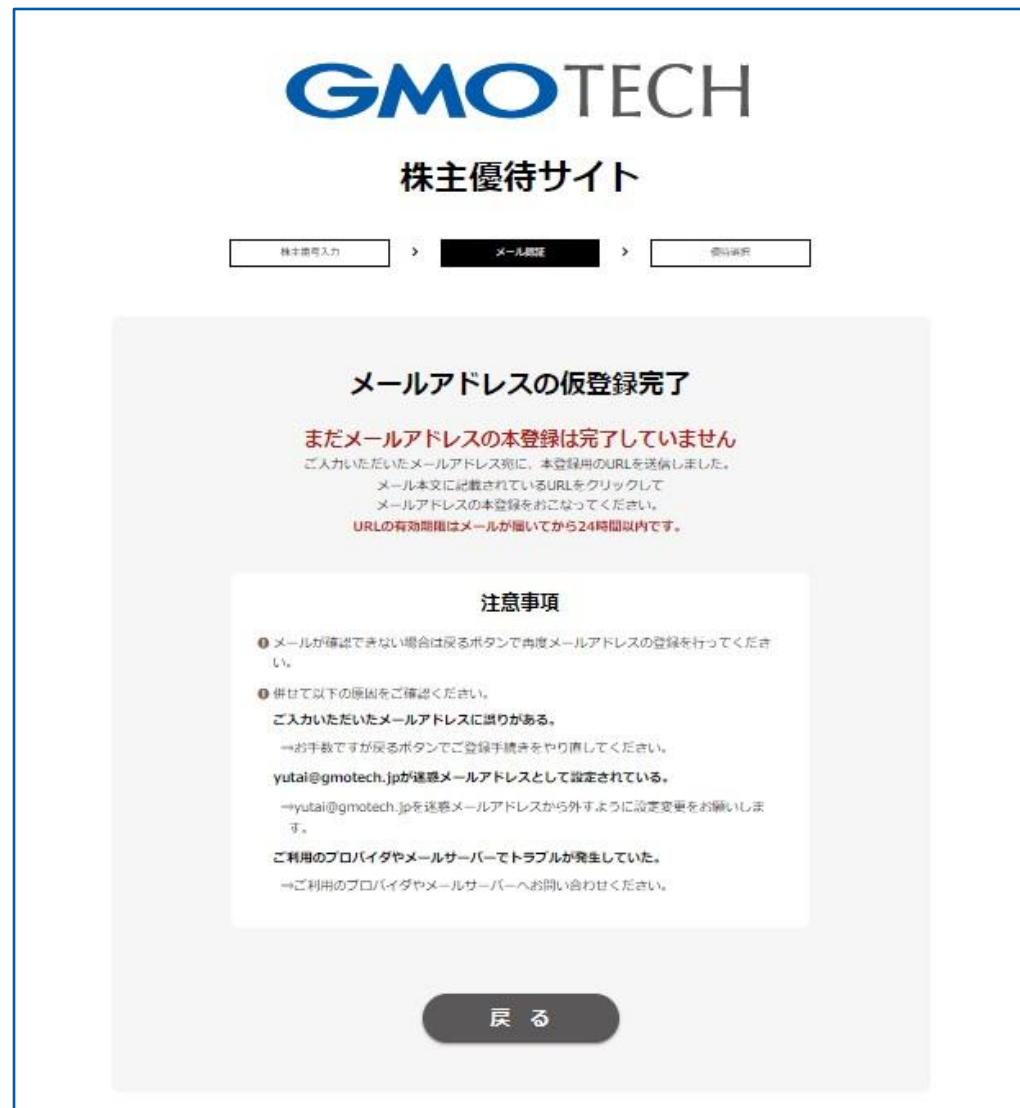 GMOTECH
株主優待サイト
株主番号入力 > メール認証 > 優待選択
メールアドレスの仮登録完了
まだメールアドレスの本登録は完了していません
ご入力いただいたメールアドレス宛に、本登録用のURLを送信しました。
メール本文に記載されているURLをクリックして
メールアドレスの本登録をおこなってください。
URLの有効期限はメールが届いてから24時間以内です。
注意事項
メールが確認できない場合は戻るボタンで再度メールアドレスの登録を行ってくださ
い。
併せて以下の原因をご確認ください。
ご入力いただいたメールアドレスに誤りがある。
→お手数ですが戻るボタンでご登録手続きをやり直してください。
yutai@gmotech.jpが迷惑メールアドレスとして設定されている。
→yutai@gmotech.jpを迷惑メールアドレスから外すように設定変更をお願いしま
す。
ご利用のプロバイダやメールサーバーでトラブルが発生していた。
→ご利用のプロバイダやメールサーバーへお問い合わせください。
戻る